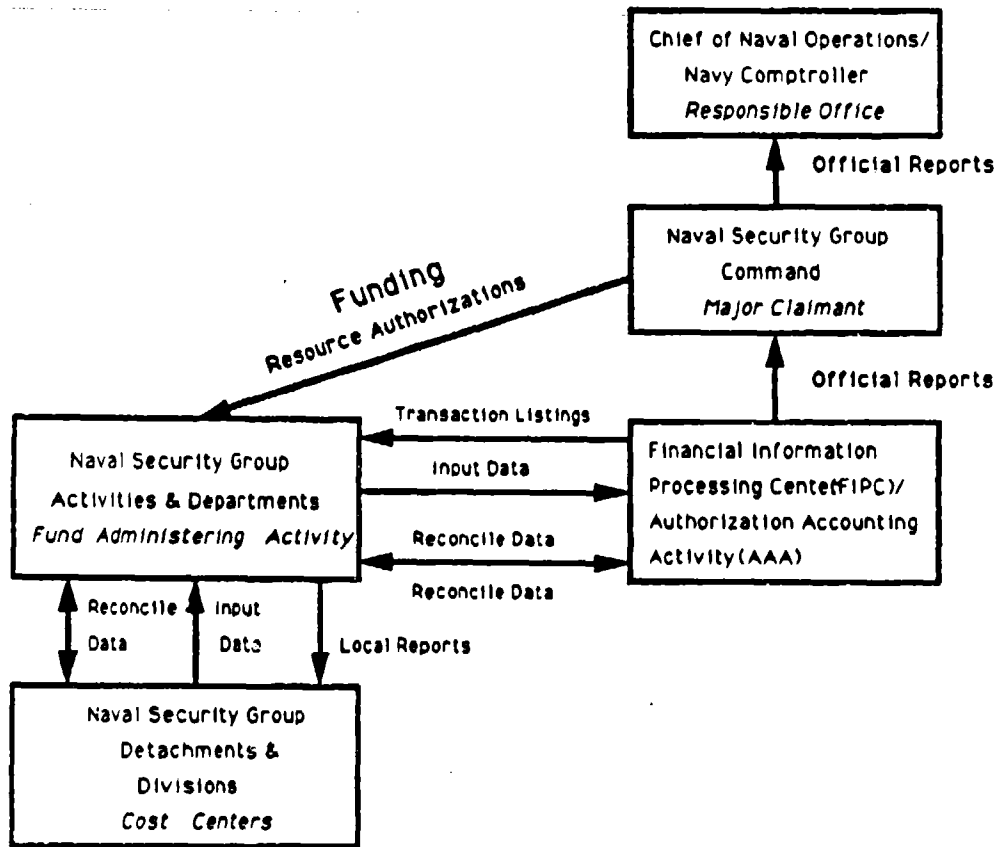 Chief of Naval Operations/
Navy Comptroller
Responsible Office
Official Reports
Naval Security Group
Command
Major Claimant
Funding
Resource Authorizations
Official Reports
Transaction Listings
Input Data
Reconcile Data
Reconcile Data
Naval Security Group
Activities & Departments
Fund Administering Activity
Financial Information
Processing Cente(FIPC)/
Authorization Accounting
Activity(AAA)
Reconcile
Data
Input
Data
Local Reports
Naval Security Group
Detachments &
Divisions
Cost Centers